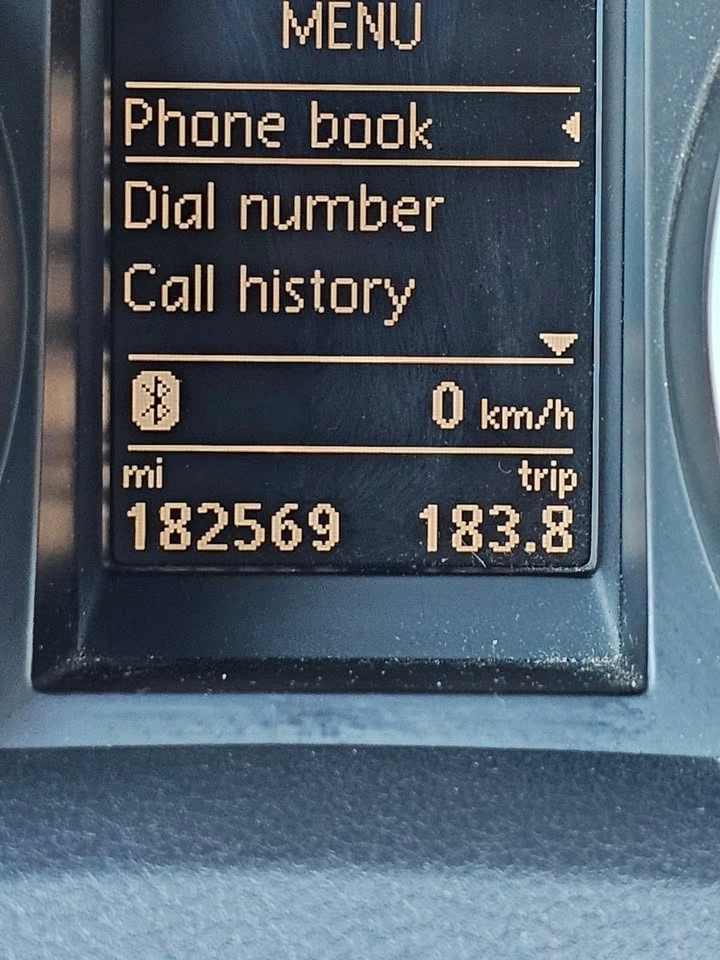 MENU
Phone book
Dial number
Call history
0 km/h
mi trip
182569 183.8